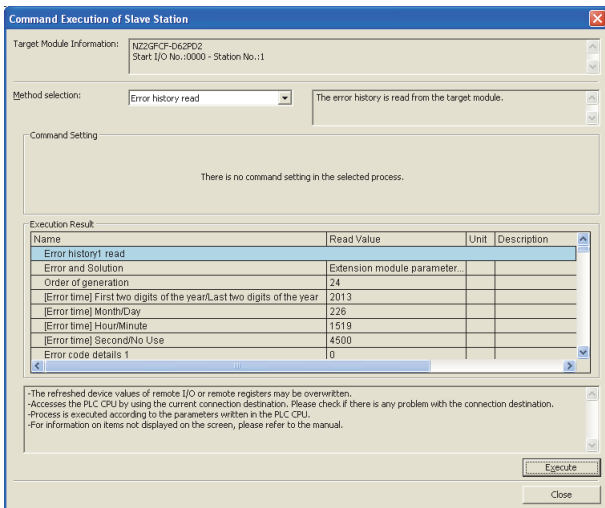 Command Execution of Slave Station
Target Module Information:
NZ2GFCF-D62PD2
Start I/O No.:0000 - Station No.:1
Method selection:
Error history read
The error history is read from the target module.
Command Setting
There is no command setting in the selected process.
Execution Result
Name Read Value Unit Description
Error history1 read
Error and Solution Extension module parameter...
Order of generation 24
[Error time] First two digits of the year/Last two digits of the year 2013
[Error time] Month/Day 226
[Error time] Hour/Minute 1519
[Error time] Second/No Use 4500
Error code details 1 0
-The refreshed device values of remote I/O or remote registers may be overwritten.
-Accesses the PLC CPU by using the current connection destination. Please check if there is any problem with the connection destination.
-Process is executed according to the parameters written in the PLC CPU.
-For information on items not displayed on the screen, please refer to the manual.
Execute
Close